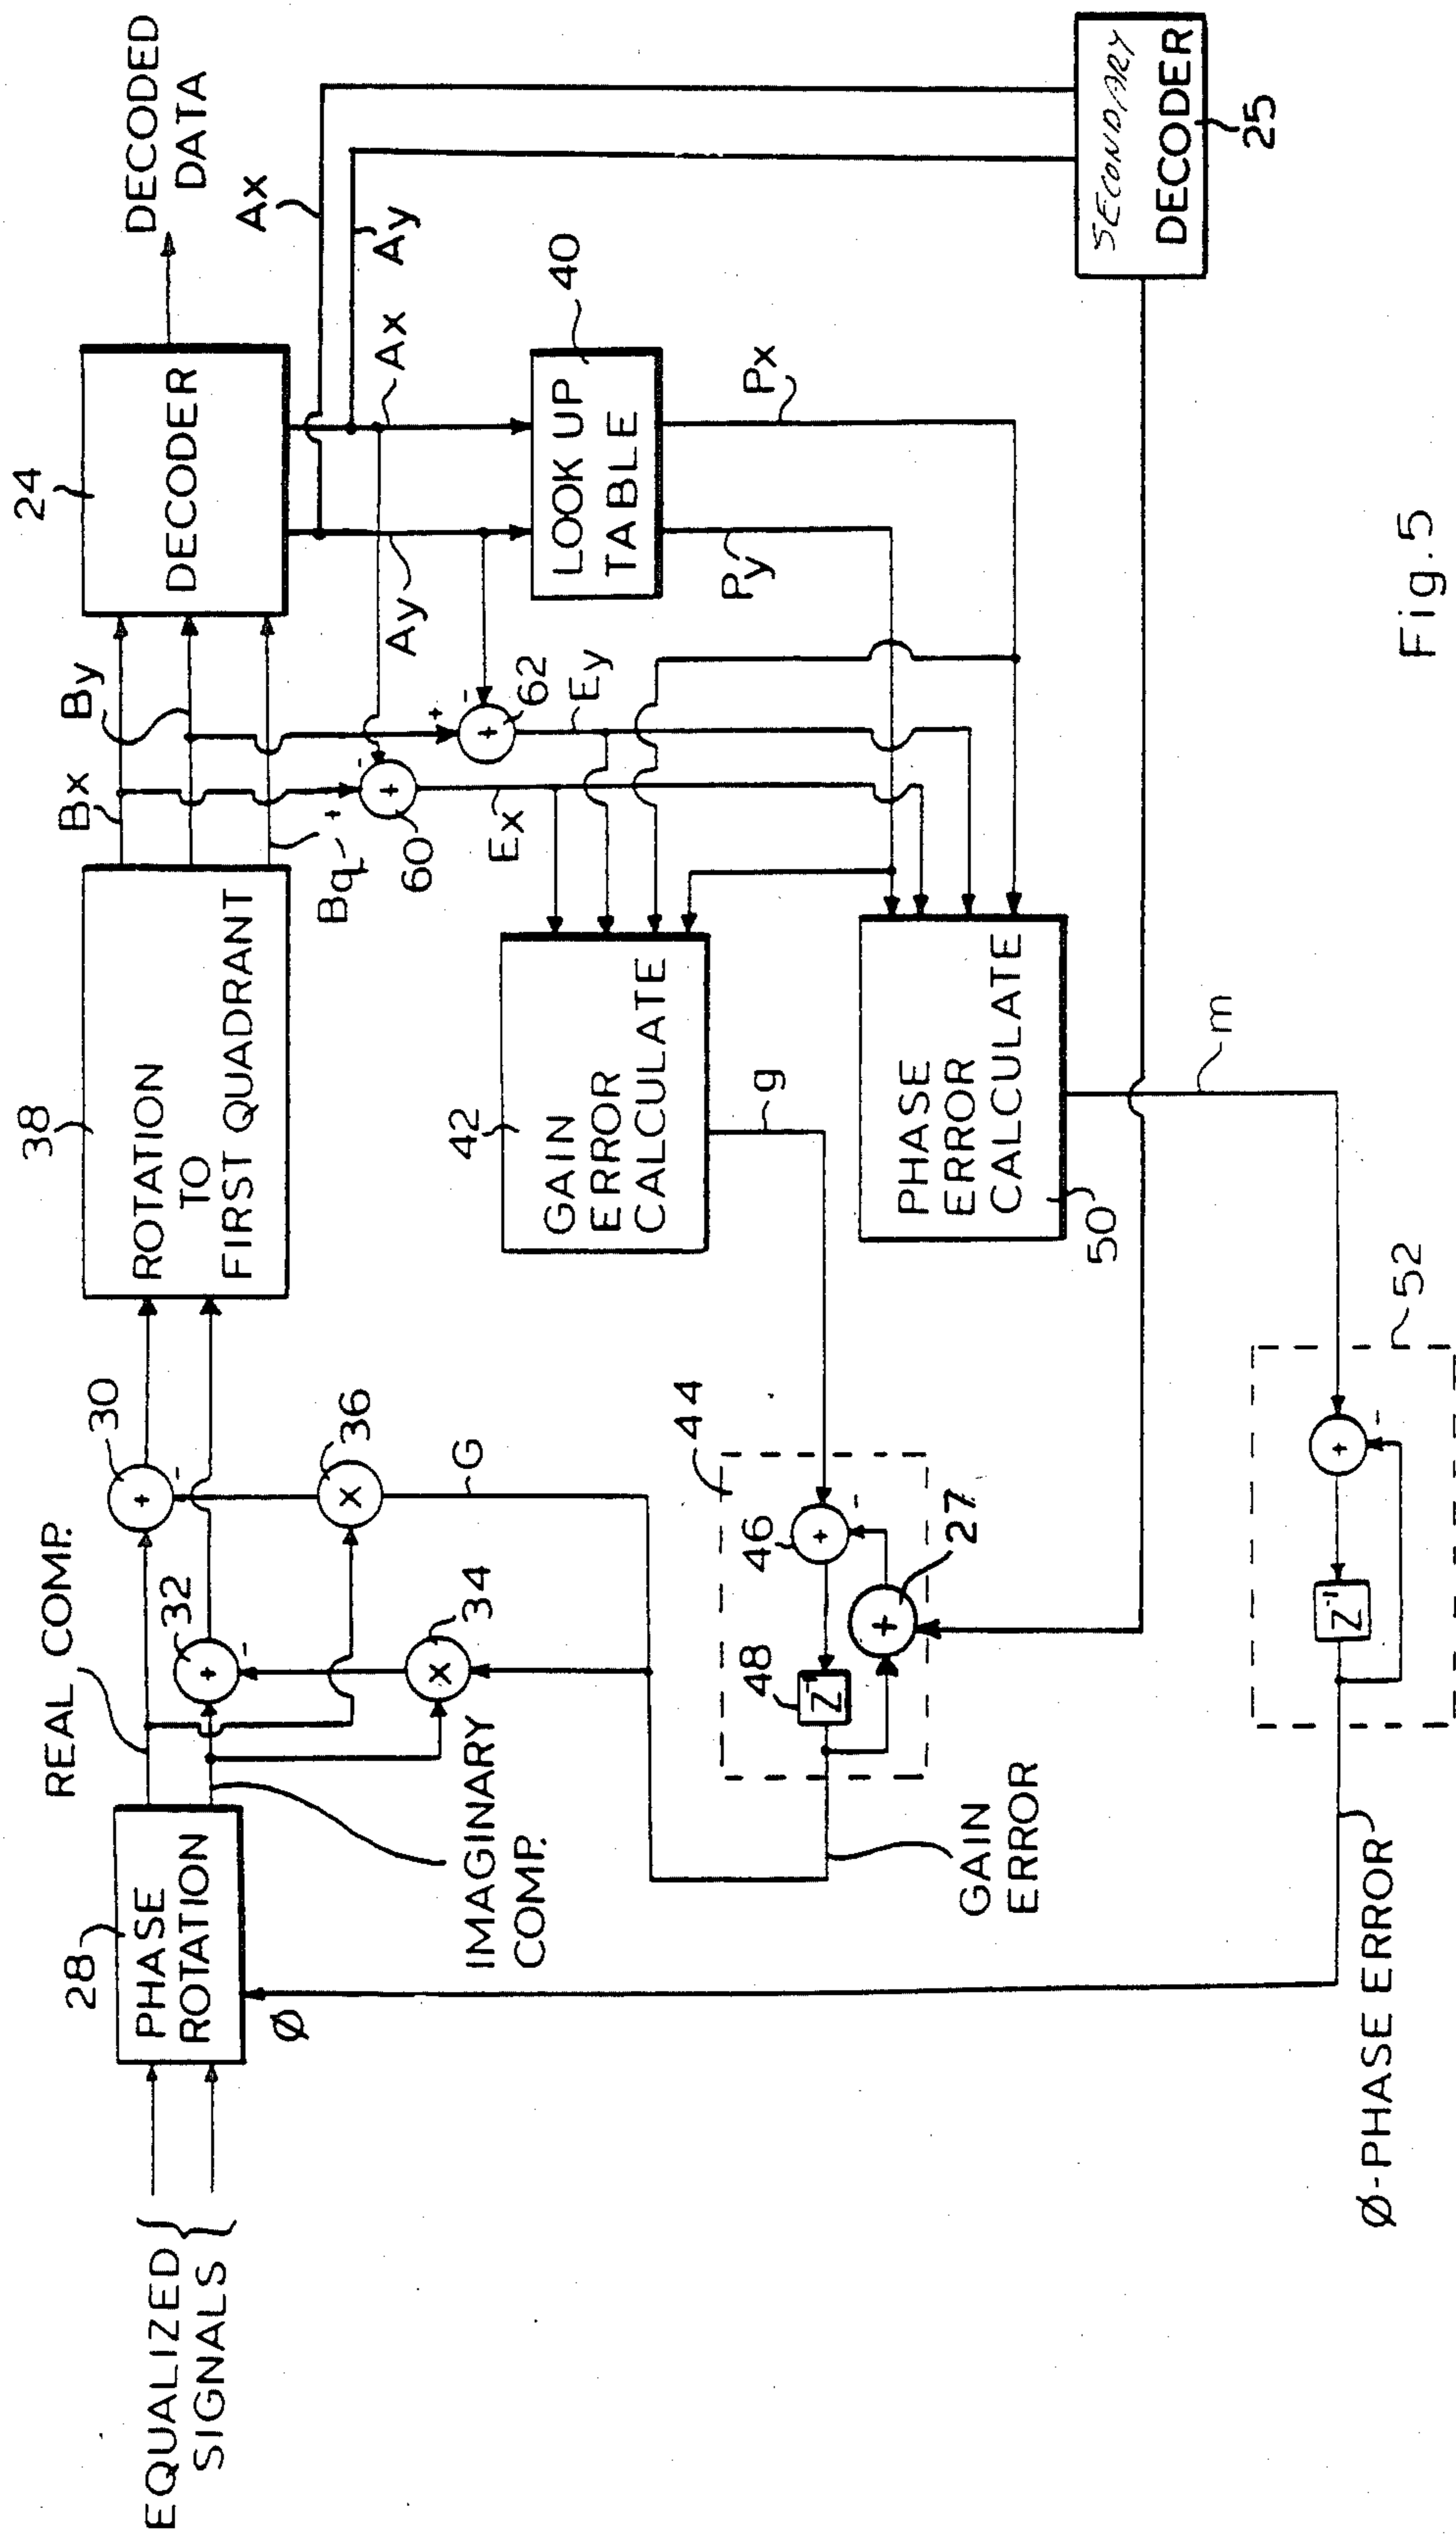 EQUALIZED
SIGNALS
28
PHASE
ROTATION
Ø
REAL COMP.
IMAGINARY
COMP.
30
32
34
36
G
38
ROTATION
TO
FIRST QUADRANT
Bx
By
Bq
24
DECODER
DECODED
DATA
Ax
Ay
Ax
Ay
60
62
Ex
Ey
40
LOOK UP
TABLE
Px
Py
42
GAIN
ERROR
CALCULATE
g
44
46
48
Z-1
27
GAIN
ERROR
PHASE
ERROR
CALCULATE
50
m
52
Z-1
Ø-PHASE ERROR
SECONDARY
DECODER
25
Fig.5